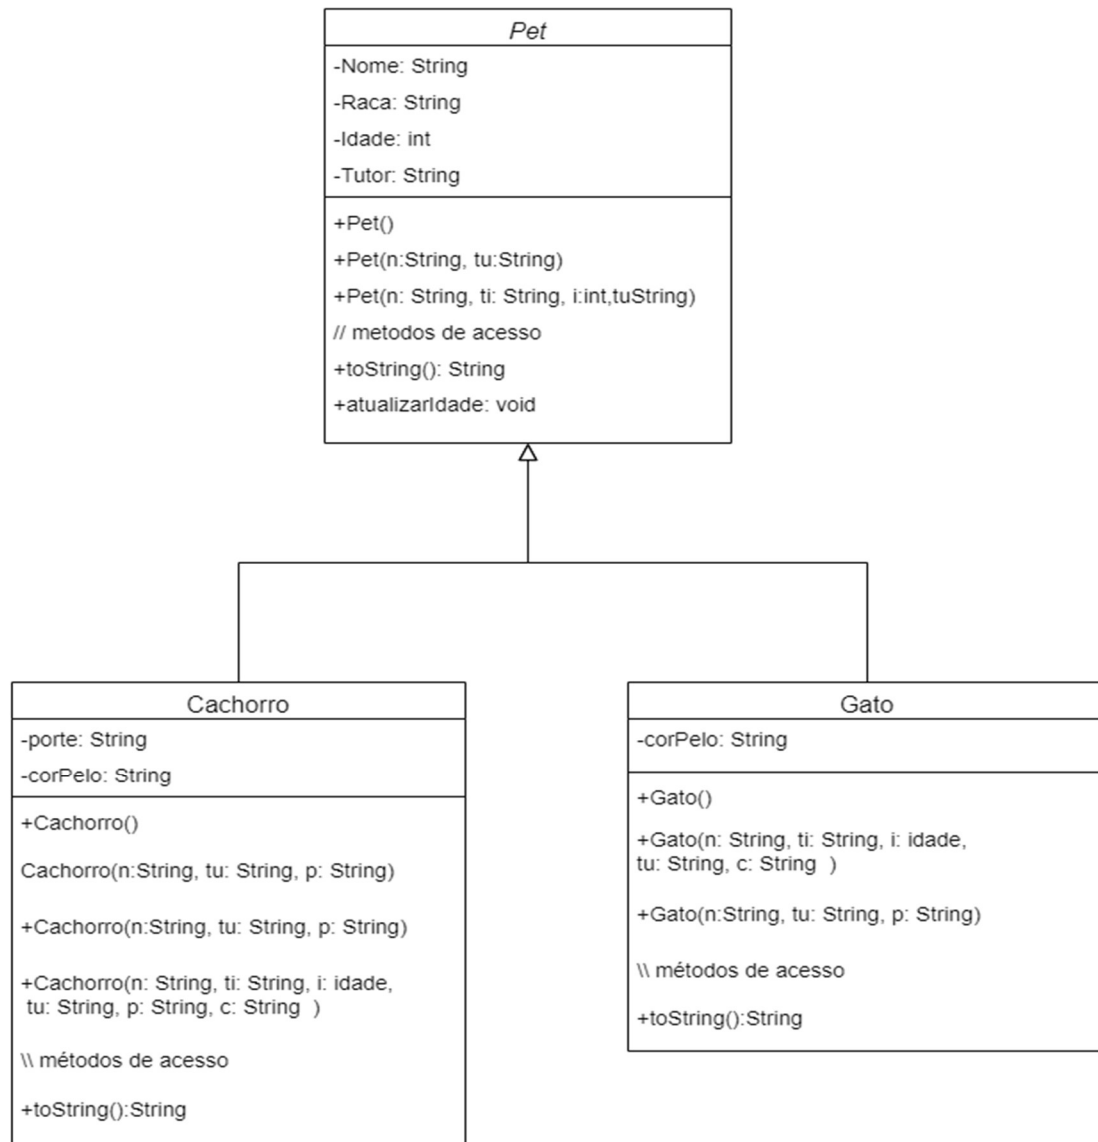 Pet
-Nome: String
-Raca: String
-Idade: int
-Tutor: String
+Pet()
+Pet(n:String, tu:String)
+Pet(n: String, ti: String, i:int,tuString)
// metodos de acesso
+toString(): String
+atualizarIdade: void
Cachorro
-porte: String
-corPelo: String
+Cachorro()
Cachorro(n:String, tu: String, p: String)
+Cachorro(n:String, tu: String, p: String)
+Cachorro(n: String, ti: String, i: idade,
tu: String, p: String, c: String  )
\\ métodos de acesso
+toString():String
Gato
-corPelo: String
+Gato()
+Gato(n: String, ti: String, i: idade,
tu: String, c: String  )
+Gato(n:String, tu: String, p: String)
\\ métodos de acesso
+toString():String